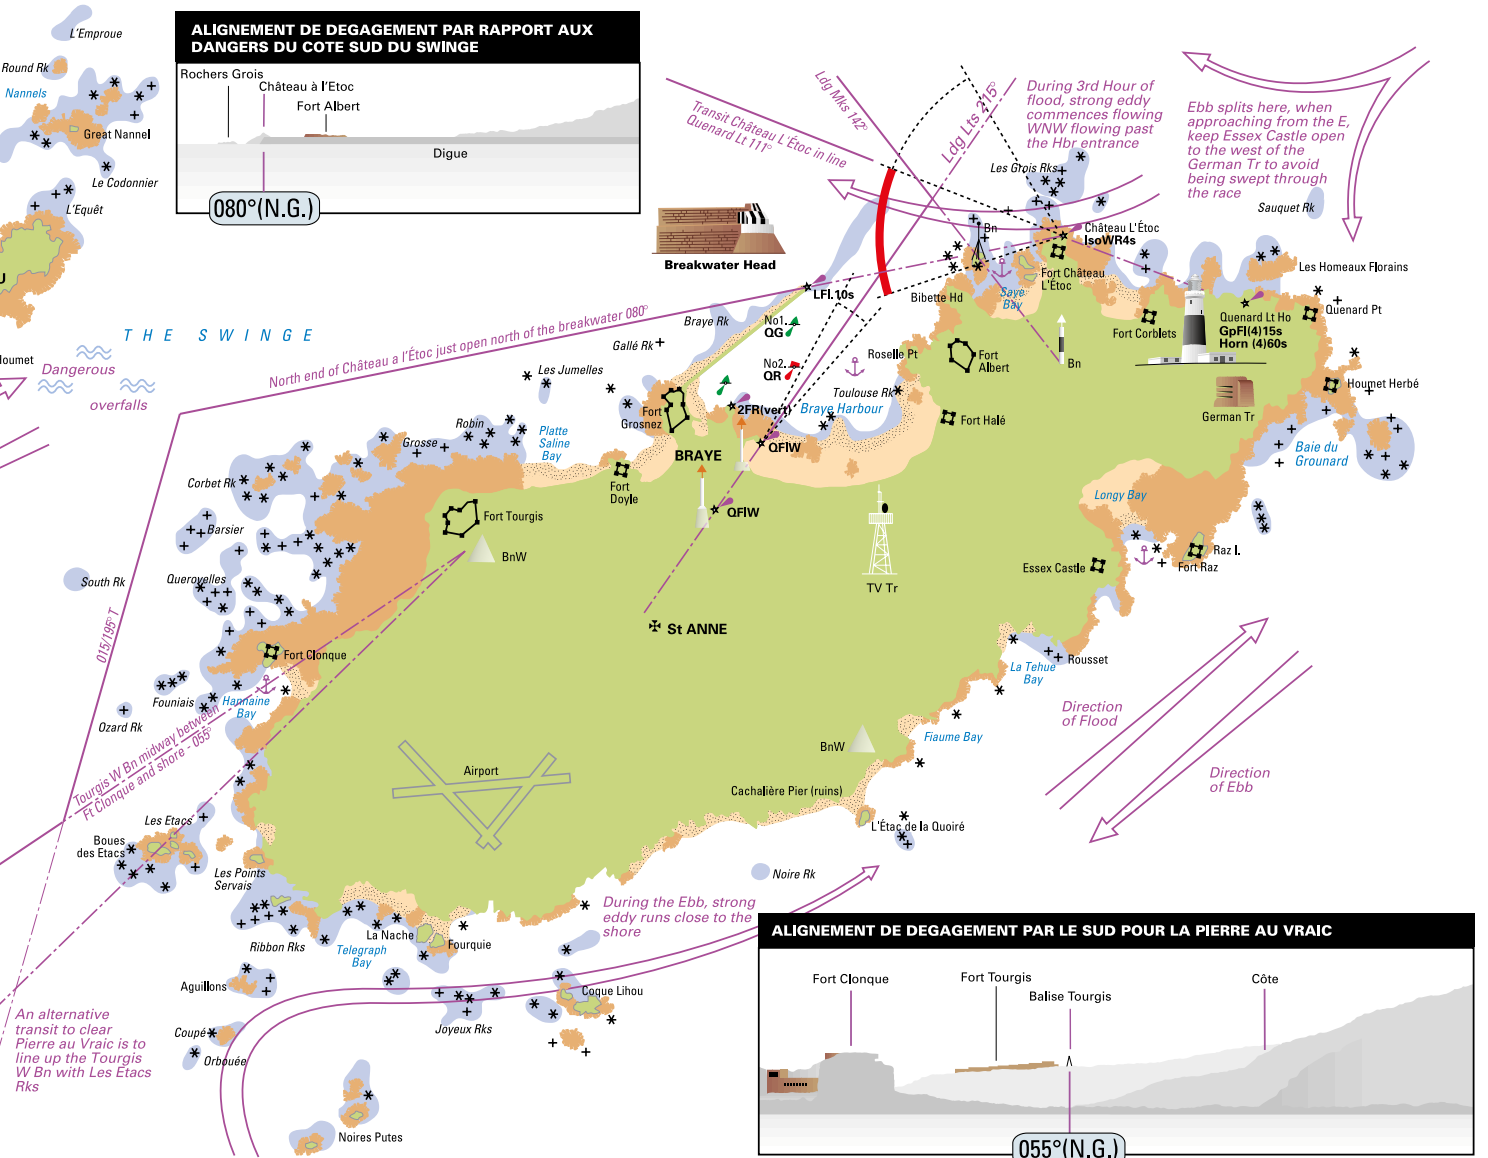 ALIGNEMENT DE DEGAGEMENT PAR RAPPORT AUX
DANGERS DU COTE SUD DU SWINGE
Rochers Grois
Château à l'Etoc
Fort Albert
Digue
080°(N.G.)
L'Emproue
Round Rk
Nannels
Great Nannel
Le Codonnier
L'Equêt
THE SWINGE
Dangerous
overfalls
Breakwater Head
Transit Château L'Étoc in line
Quenard Lt 111°
Ldg Mks 142°
Ldg Lts 215°
During 3rd Hour of
flood, strong eddy
commences flowing
WNW flowing past
the Hbr entrance
Ebb splits here, when
approaching from the E,
keep Essex Castle open
to the west of the
German Tr to avoid
being swept through
the race
Les Grois Rks
Sauquet Rk
Bn
Château L'Étoc
IsoWR4s
Fort Château
L'Étoc
Les Homeaux Florains
Saye
Bay
Bibette Hd
LFl.10s
Quenard Pt
Quenard Lt Ho
GpFl(4)15s
Horn (4)60s
Fort Corblets
North end of Château a l'Étoc just open north of the breakwater 080°
Braye Rk
No1
QG
Gallé Rk
No2
QR
Roselle Pt
Fort
Albert
Bn
Les Jumelles
Toulouse Rk
Houmet Herbé
German Tr
Fort
Grosnez
2FR(vert)
Braye Harbour
Fort Halé
Robin
Grosse
Platte
Saline
Bay
QFlW
BRAYE
Baie du
Grounard
Corbet Rk
Fort
Doyle
Longy Bay
Fort Tourgis
QFlW
Barsier
BnW
Raz I.
Fort Raz
Essex Castle
South Rk
Querovelles
TV Tr
015/195° T
St ANNE
Fort Clonque
Rousset
La Tehue
Bay
Founiais
Hannaine
Bay
Ozard Rk
Direction
of Flood
Fiaume Bay
BnW
Tourgis W Bn midway between
Ft Clonque and shore - 055°
Airport
Direction
of Ebb
Cachalière Pier (ruins)
Les Etacs
Boues
des Etacs
L'Étac de la Quoiré
Les Points
Servais
Noire Rk
During the Ebb, strong
eddy runs close to the
shore
La Nache
Fourquie
Ribbon Rks
Telegraph
Bay
Aguillons
Coque Lihou
Joyeux Rks
An alternative
transit to clear
Pierre au Vraic is to
line up the Tourgis
W Bn with Les Etacs
Rks
Coupé
Orbouée
Noires Putes
ALIGNEMENT DE DEGAGEMENT PAR LE SUD POUR LA PIERRE AU VRAIC
Fort Clonque
Fort Tourgis
Balise Tourgis
Côte
055°(N.G.)